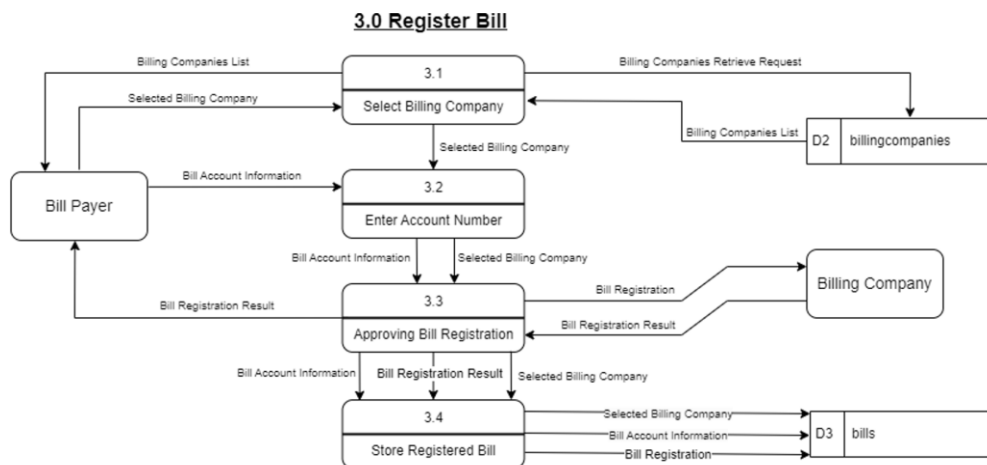 3.0 Register Bill
Billing Companies List
3.1
Billing Companies Retrieve Request
Selected Billing Company
Select Billing Company
Billing Companies List
D2
billingcompanies
Selected Billing Company
Bill Payer
Bill Account Information
3.2
Enter Account Number
Bill Account Information
Selected Billing Company
Billing Company
Bill Registration
3.3
Bill Registration Result
Bill Registration Result
Approving Bill Registration
Bill Account Information
Bill Registration Result
Selected Billing Company
3.4
Selected Billing Company
Bill Account Information
D3
bills
Store Registered Bill
Bill Registration